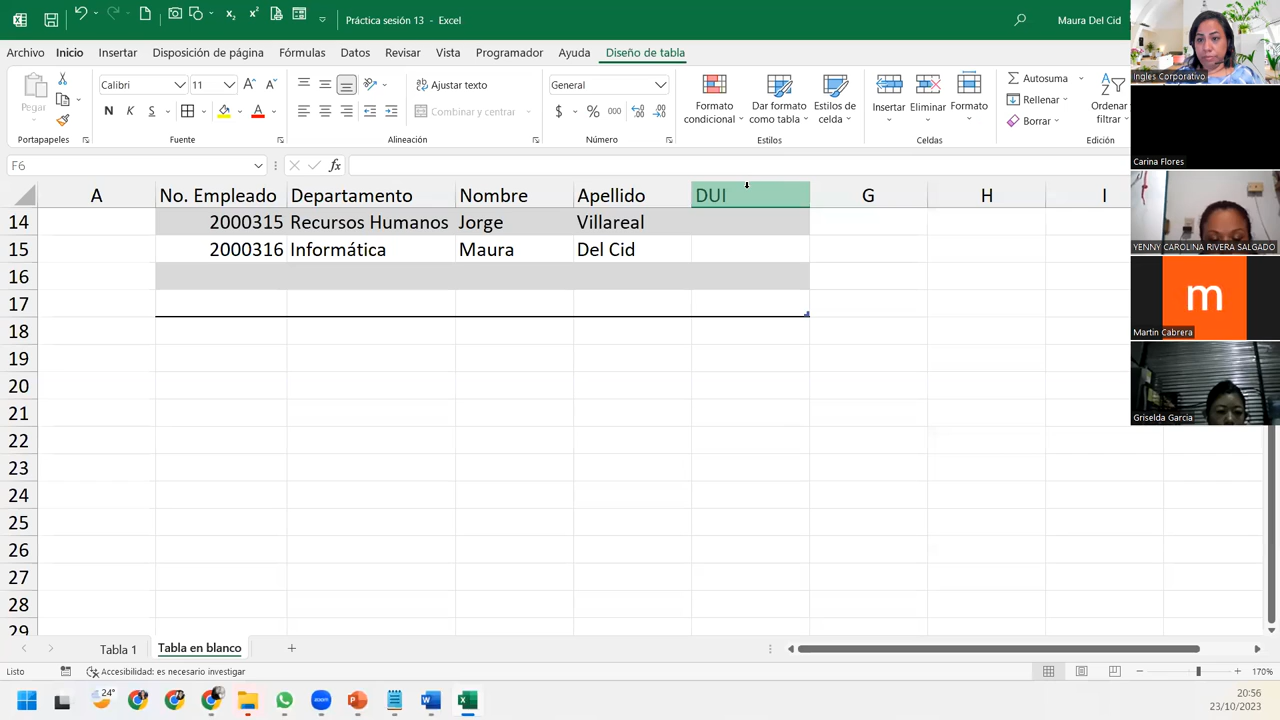 Práctica sesión 13 - Excel
Maura Del Cid
Archivo Inicio Insertar Disposición de página Fórmulas Datos Revisar Vista Programador Ayuda Diseño de tabla
Pegar
Portapapeles
Calibri 11
N K S
Fuente
Ajustar
Combinar y centrar
Alineación
General
$ % 000
Número
Formato condicional
Dar formato como tabla
Estilos de celda
Estilos
Insertar
Eliminar
Formato
Celdas
Autosuma
Rellenar
Borrar
Ordenar
filtrar
Edición
F6
fx
A No. Empleado Departamento Nombre Apellido DUI G H I
14 2000315 Recursos Humanos Jorge Villareal
15 2000316 Informática Maura Del Cid
16
17
18
19
20
21
22
23
24
25
26
27
28
29
Tabla 1 Tabla en blanco
Listo
Accesibilidad: es necesario investigar
170%
24°
20:56
23/10/2023
Ingles Corporativo
Carina Flores
YENNY CAROLINA RIVERA SALGADO
m
Martin Cabrera
Griselda Garcia